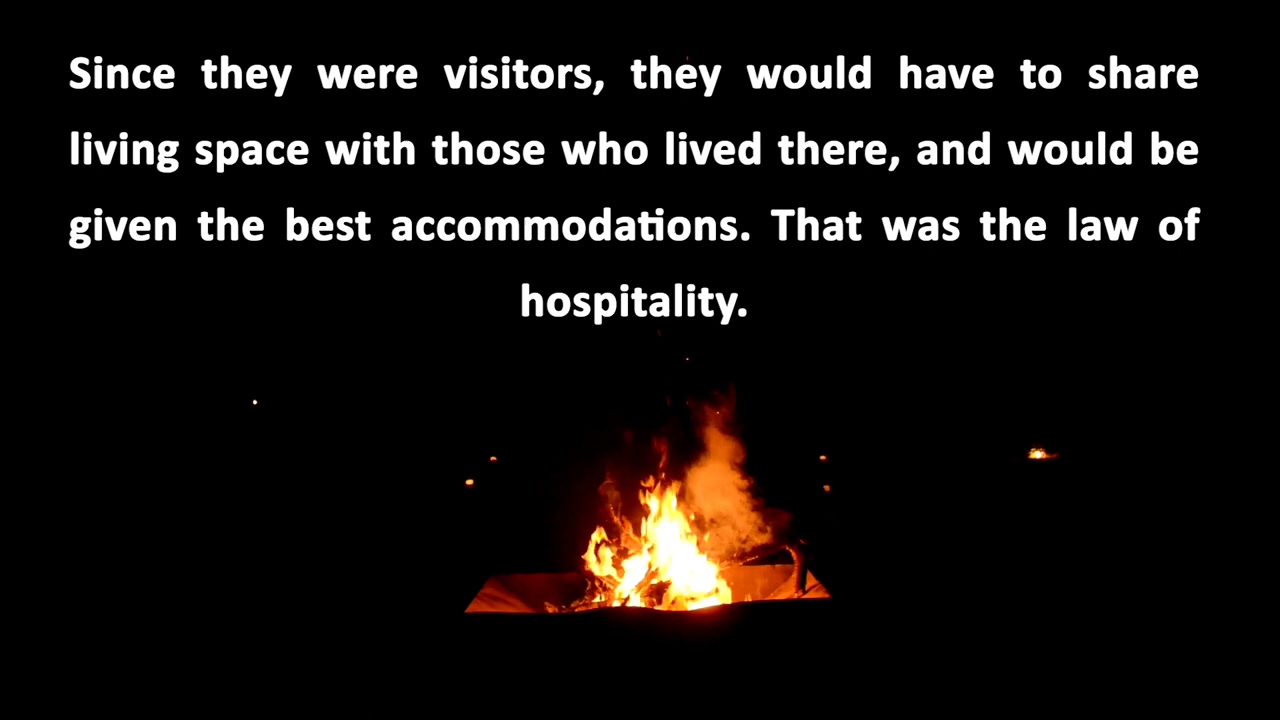 Since they were visitors, they would have to share
living space with those who lived there, and would be
given the best accommodations. That was the law of
hospitality.